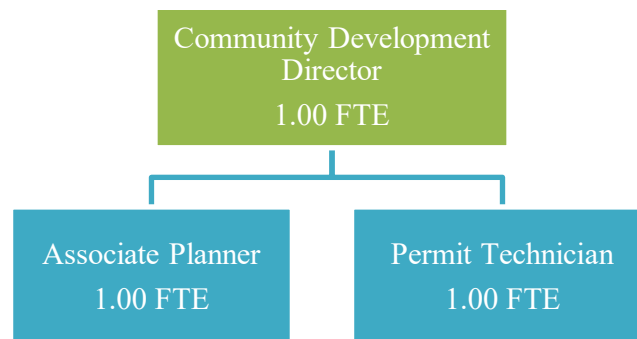 Community Development
Director
1.00 FTE
Associate Planner
1.00 FTE
Permit Technician
1.00 FTE